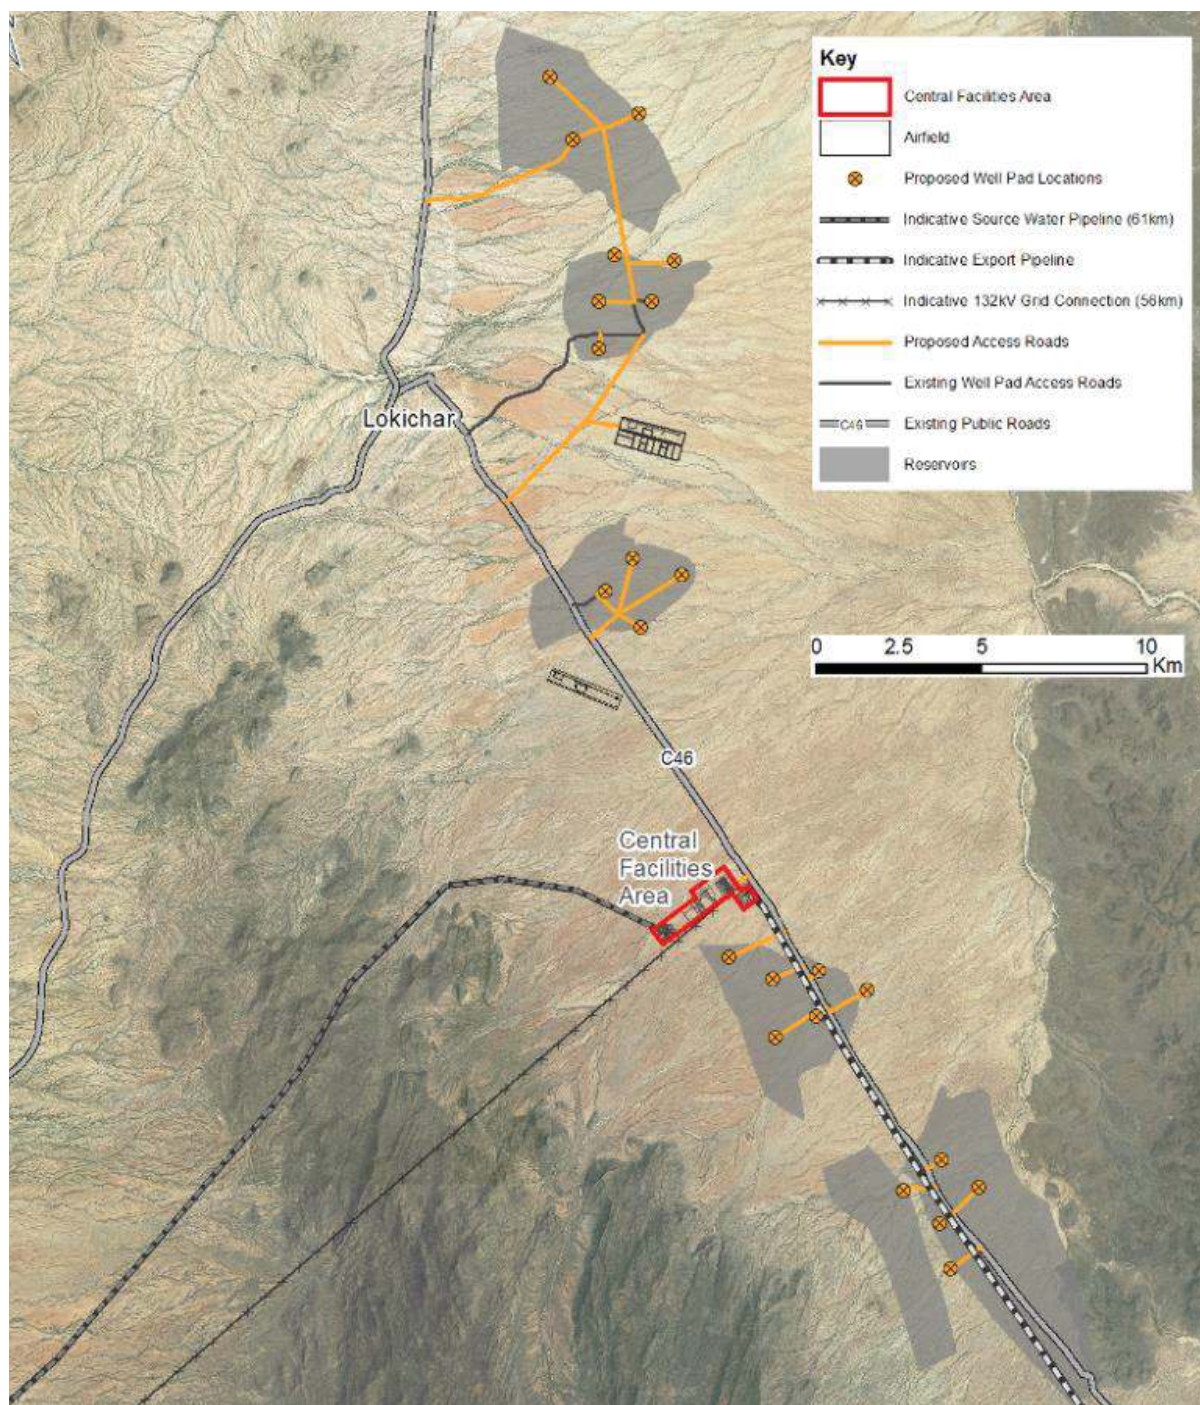 Key
Central Facilities Area
Airfield
Proposed Well Pad Locations
Indicative Source Water Pipeline (61km)
Indicative Export Pipeline
Indicative 132kV Grid Connection (56km)
Proposed Access Roads
Existing Well Pad Access Roads
C46 Existing Public Roads
Reservoirs
Lokichar
0 2.5 5 10
Km
C46
Central
Facilities
Area